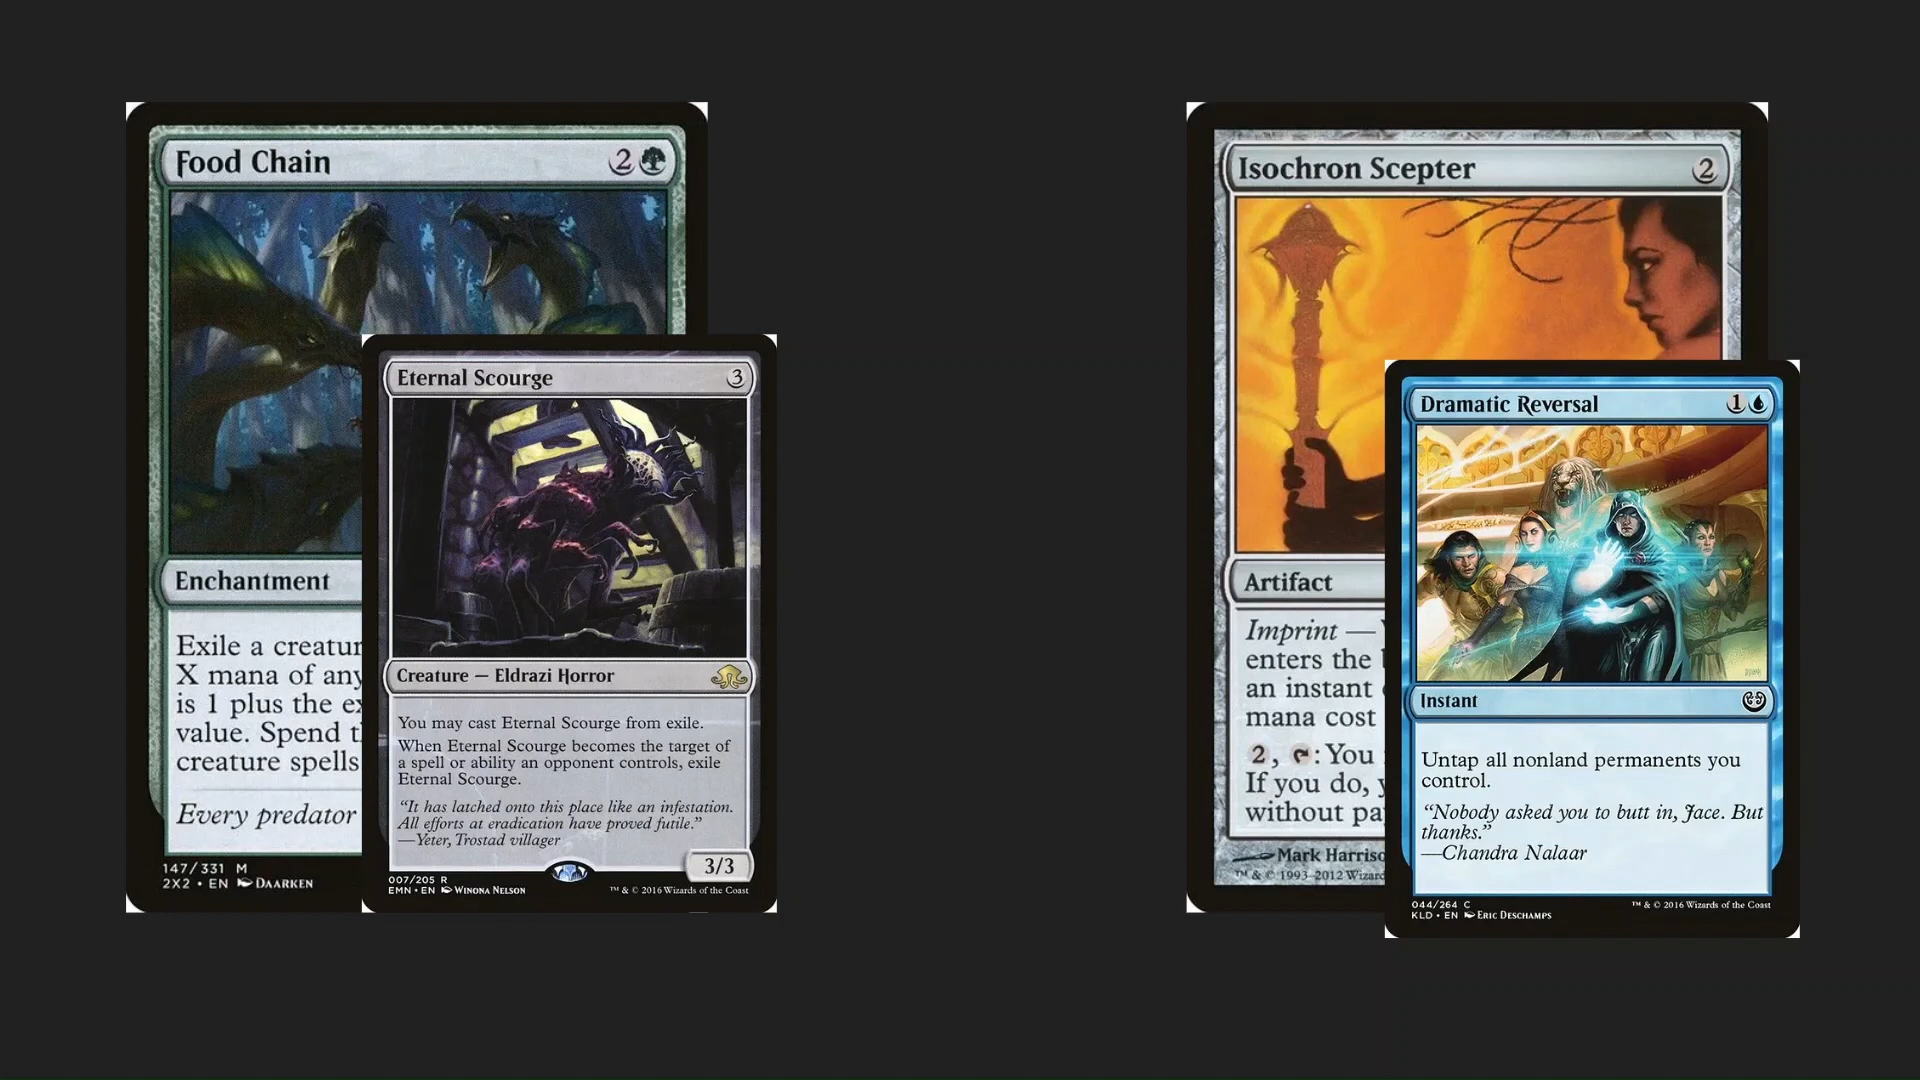 Food Chain
2
Enchantment
Exile a creatur
X mana of any
is 1 plus the ex
value. Spend t
creature spells
Every predator
147/331 M
2X2 • EN DAARKEN
Eternal Scourge
3
Creature — Eldrazi Horror
You may cast Eternal Scourge from exile.
When Eternal Scourge becomes the target of
a spell or ability an opponent controls, exile
Eternal Scourge.
“It has latched onto this place like an infestation.
All efforts at eradication have proved futile.”
—Yeter, Trostad villager
3/3
007/205 R
EMN • EN WINONA NELSON
™ & © 2016 Wizards of the Coast
Isochron Scepter
2
Artifact
Imprint —
enters the
an instant
mana cost
2, : You
If you do,
without pa
Mark Harriso
™ & © 1993–2012 Wizard
Dramatic Reversal
1
Instant
Untap all nonland permanents you
control.
“Nobody asked you to butt in, Jace. But
thanks.”
—Chandra Nalaar
044/264 C
KLD • EN ERIC DESCHAMPS
™ & © 2016 Wizards of the Coast